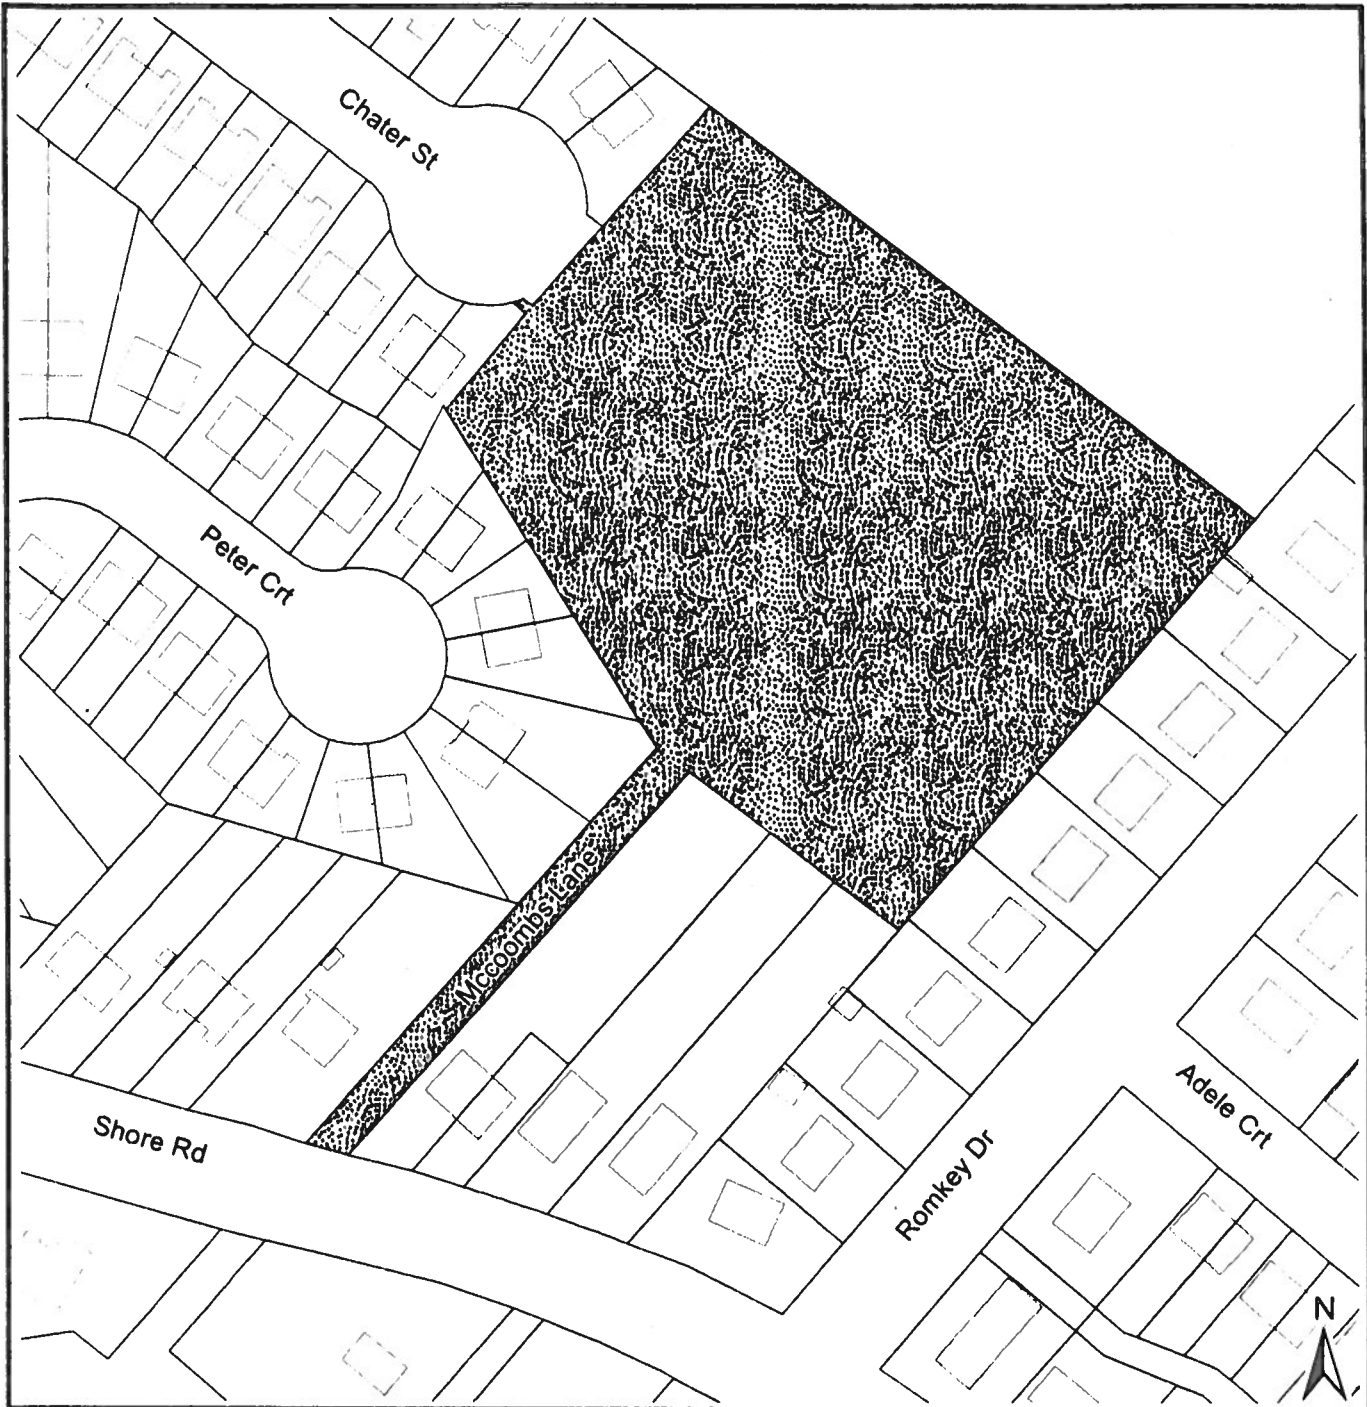 Chater St
Peter Crt
Mccoombs Lane
Shore Rd
Adele Crt
Romkey Dr
N